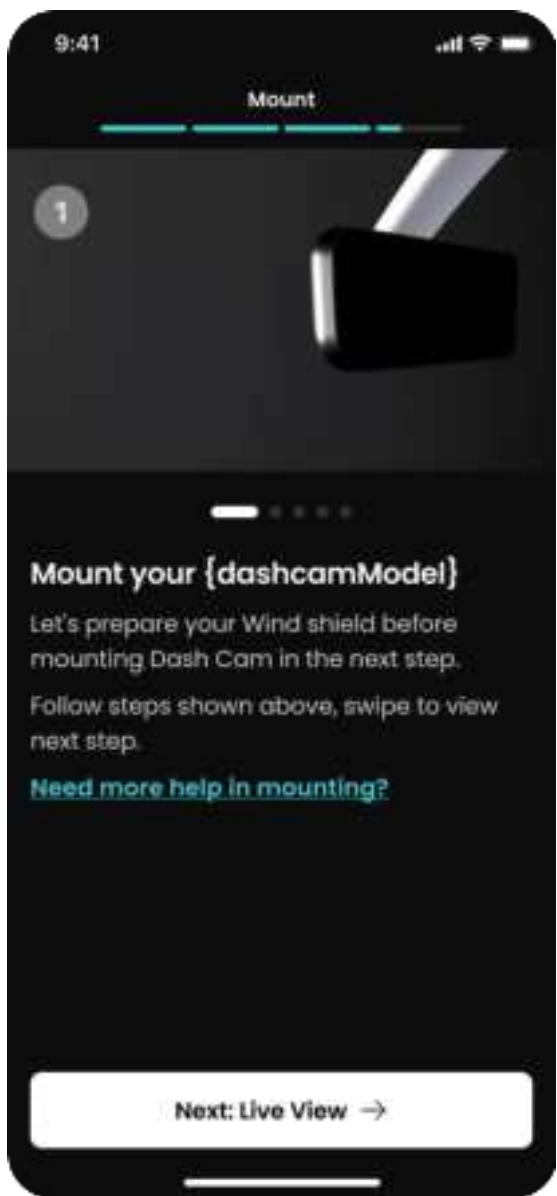 9:41
Mount
1
Mount your {dashcamModel}
Let's prepare your Wind shield before
mounting Dash Cam in the next step.
Follow steps shown above, swipe to view
next step.
Need more help in mounting?
Next: Live View →